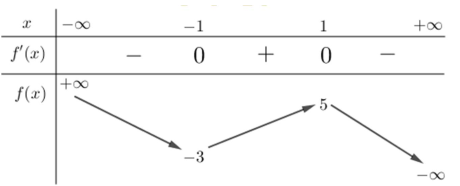 x −∞ −1 1 +∞
f′(x) − 0 + 0 −
f(x) +∞ −3 5 −∞